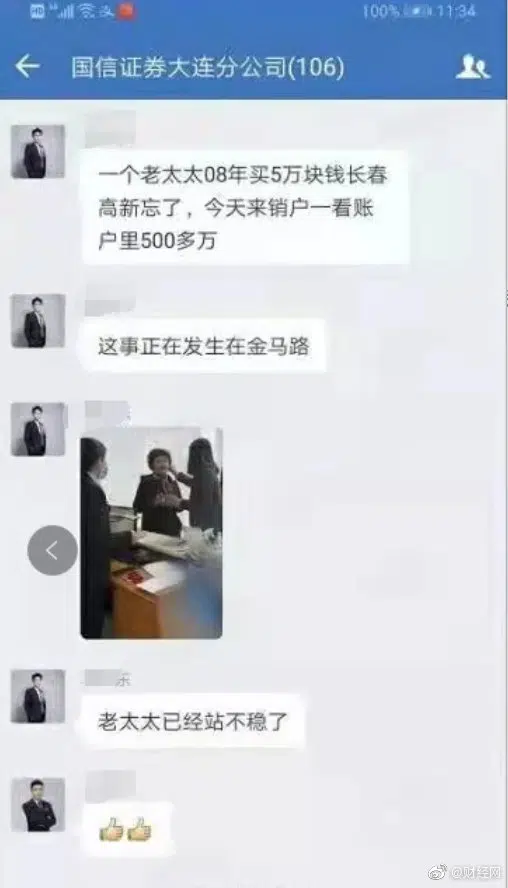 HD 100% 11:34
国信证券大连分公司(106)
一个老太太08年买5万块钱长春
高新忘了，今天来销户一看账
户里500多万
这事正在发生在金马路
东
老太太已经站不稳了
👍👍
@财经网